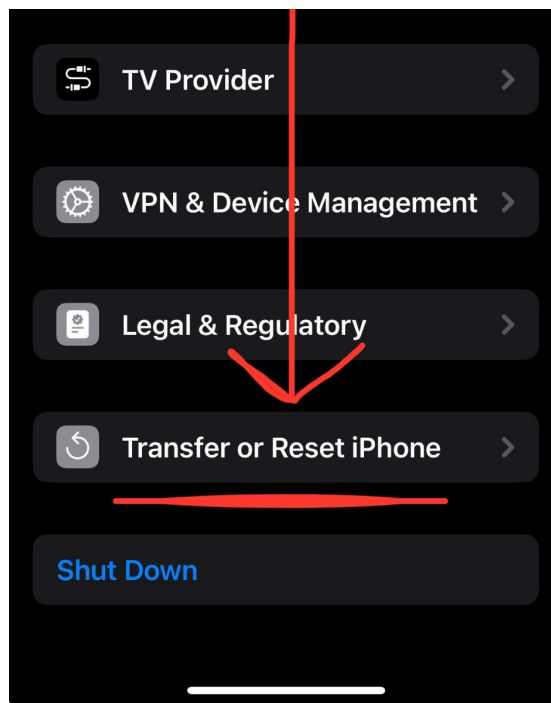 TV Provider
VPN & Device Management
Legal & Regulatory
Transfer or Reset iPhone
Shut Down